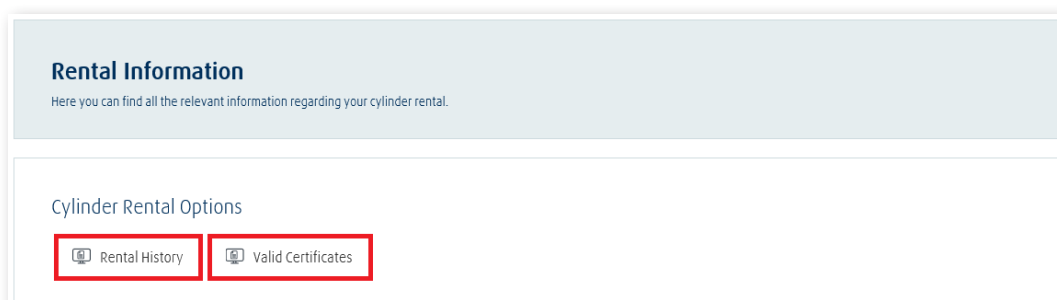 Rental Information
Here you can find all the relevant information regarding your cylinder rental.
Cylinder Rental Options
Rental History Valid Certificates